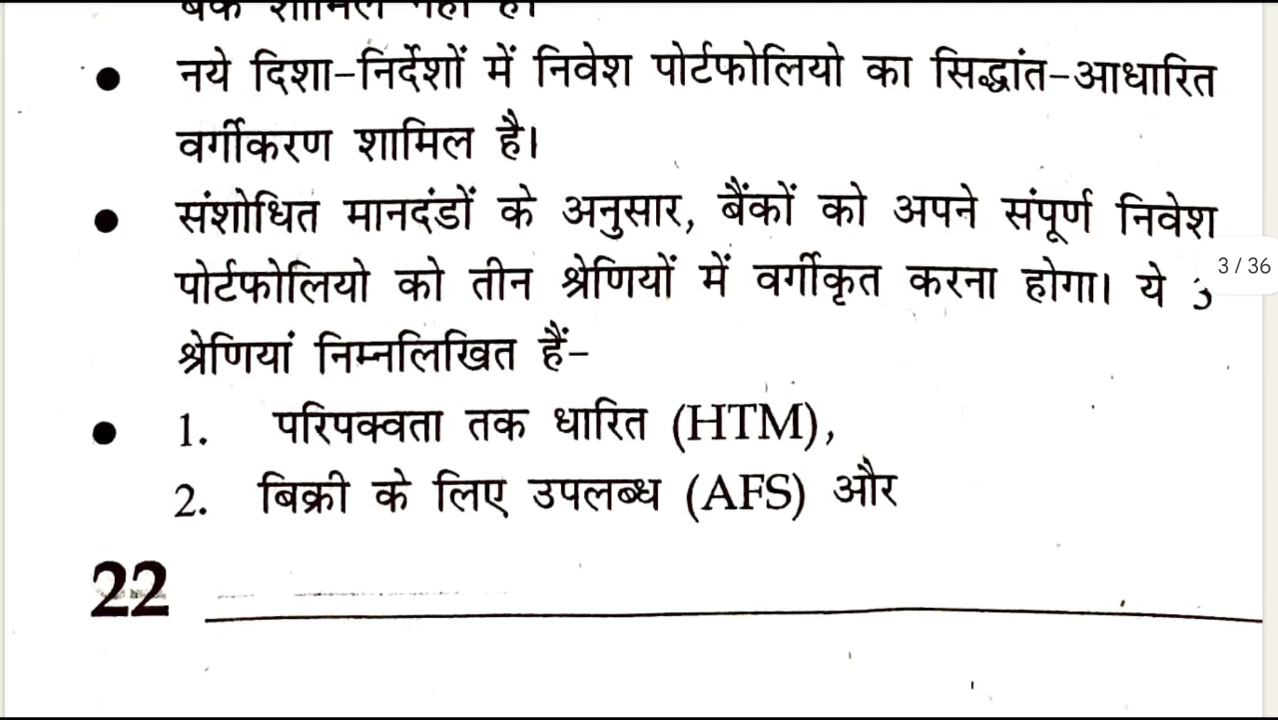 नये दिशा-निर्देशों में निवेश पोर्टफोलियो का सिद्धांत-आधारित
वर्गीकरण शामिल है।
संशोधित मानदंडों के अनुसार, बैंकों को अपने संपूर्ण निवेश
पोर्टफोलियो को तीन श्रेणियों में वर्गीकृत करना होगा। ये 3
3 / 36
श्रेणियां निम्नलिखित हैं-
1. परिपक्वता तक धारित (HTM),
2. बिक्री के लिए उपलब्ध (AFS) और
22